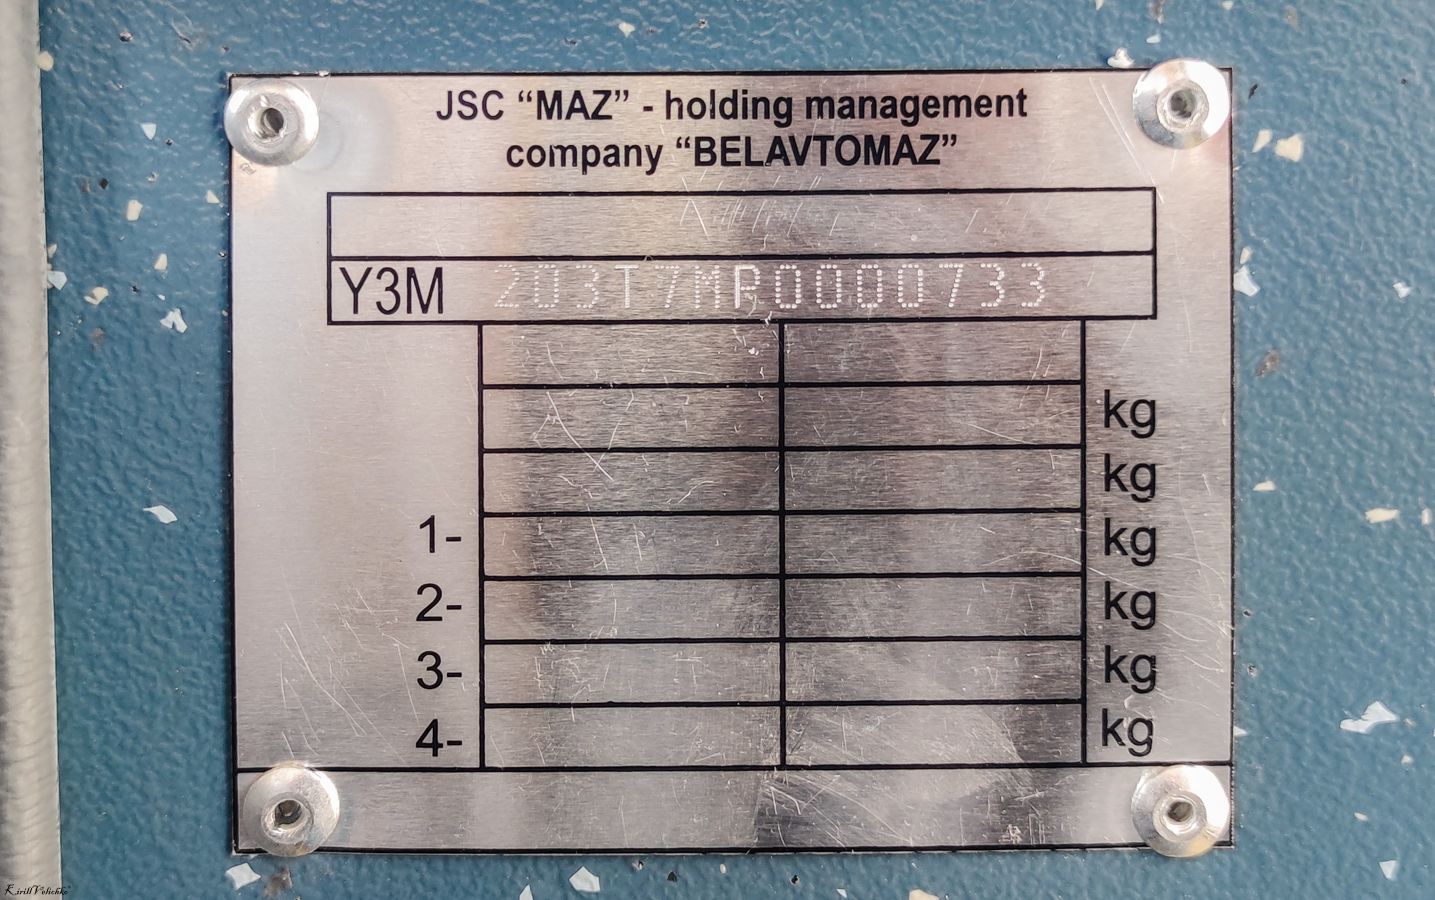 JSC “MAZ” - holding management
company “BELAVTOMAZ”
Y3M 203T7MP0000733
kg
kg
1- kg
2- kg
3- kg
4- kg
Kirill Velichko